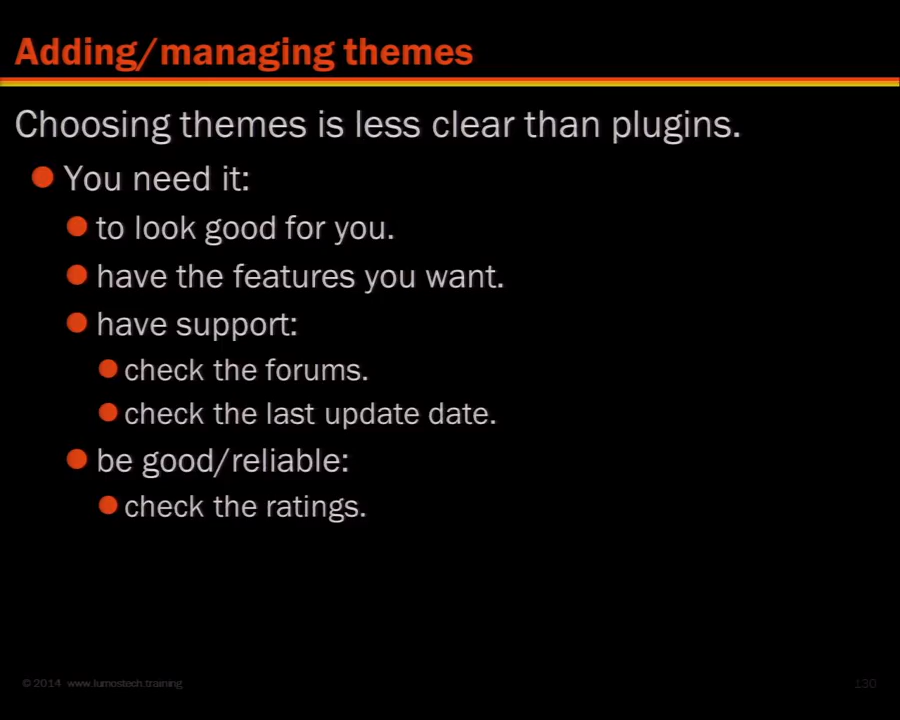 Adding/managing themes
Choosing themes is less clear than plugins.
You need it:
to look good for you.
have the features you want.
have support:
check the forums.
check the last update date.
be good/reliable:
check the ratings.
© 2014 www.lumostech.training
130